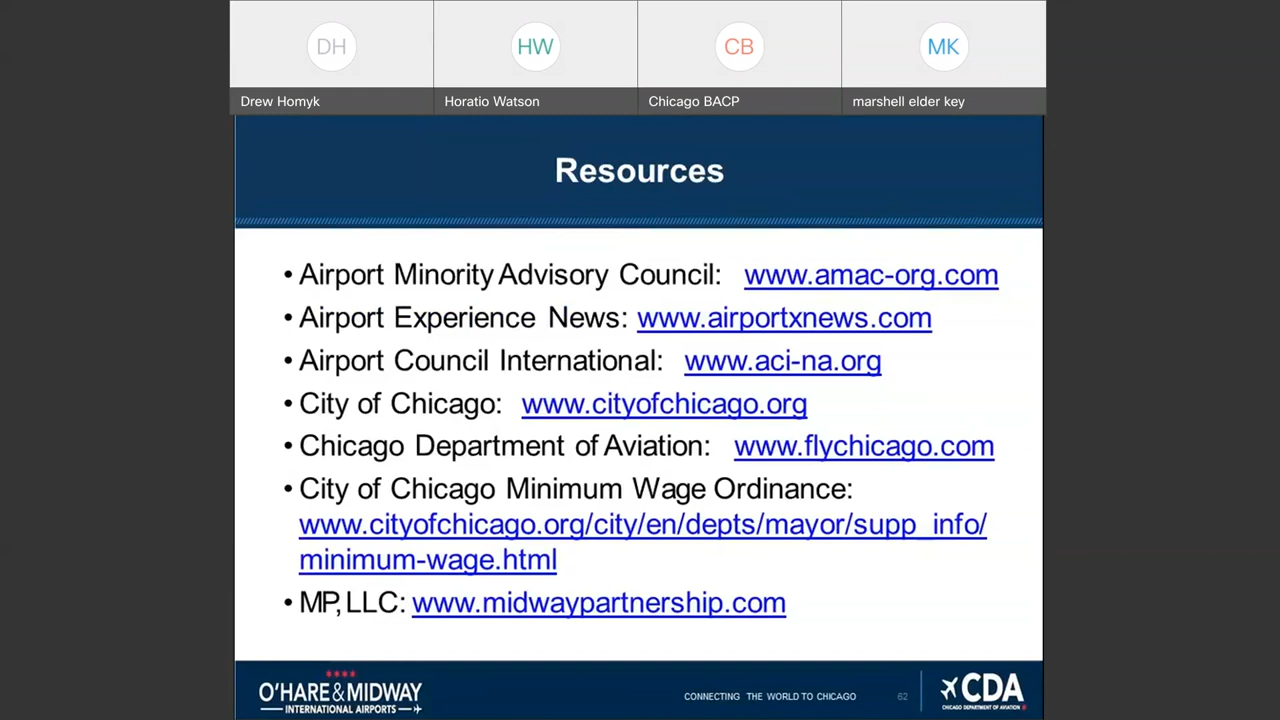 DH HW CB MK
Drew Homyk Horatio Watson Chicago BACP marshell elder key
Resources
• Airport Minority Advisory Council: www.amac-org.com
• Airport Experience News: www.airportxnews.com
• Airport Council International: www.aci-na.org
• City of Chicago: www.cityofchicago.org
• Chicago Department of Aviation: www.flychicago.com
• City of Chicago Minimum Wage Ordinance:
www.cityofchicago.org/city/en/depts/mayor/supp_info/
minimum-wage.html
• MP, LLC: www.midwaypartnership.com
O'HARE & MIDWAY
INTERNATIONAL AIRPORTS
CONNECTING THE WORLD TO CHICAGO 62
CDA
CHICAGO DEPARTMENT OF AVIATION